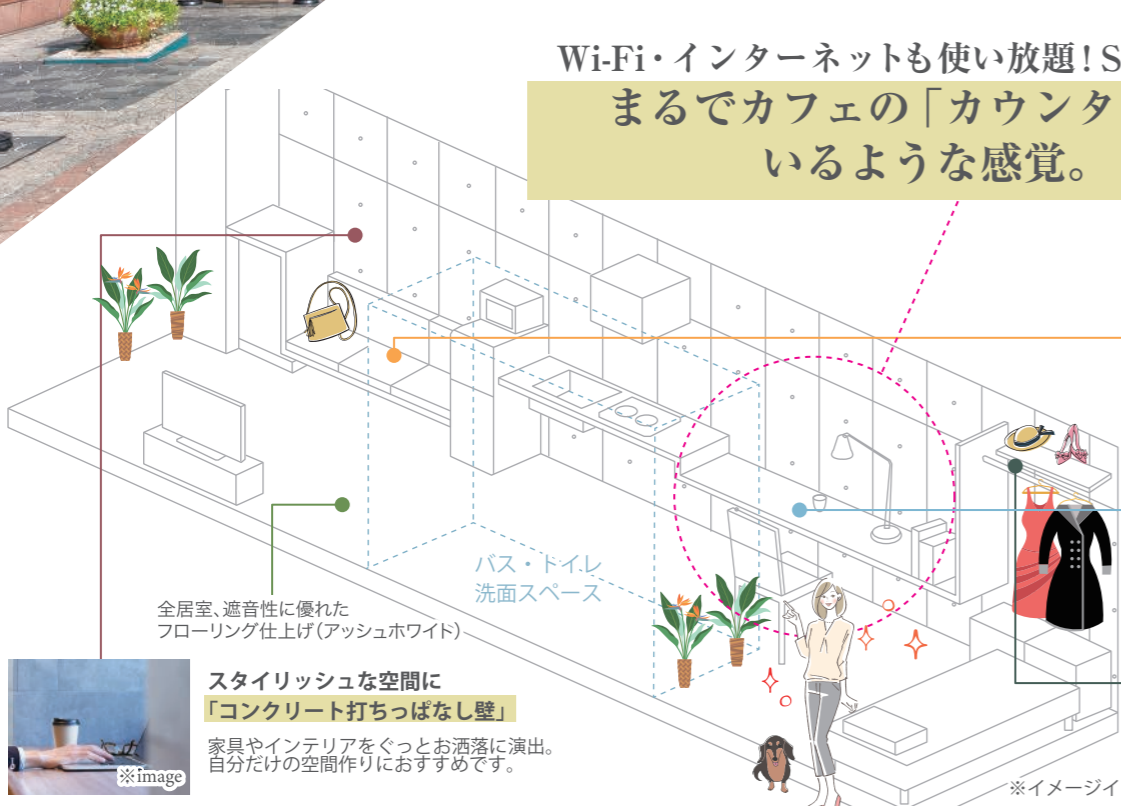 Wi-Fi・インターネットも使い放題！S
まるでカフェの「カウンタ
いるような感覚。
バス・トイレ
洗面スペース
全居室、遮音性に優れた
フローリング仕上げ（アッシュホワイト）
スタイリッシュな空間に
「コンクリート打ちっぱなし壁」
家具やインテリアをぐっとお洒落に演出。
自分だけの空間作りにおすすめです。
※image
※イメージイ